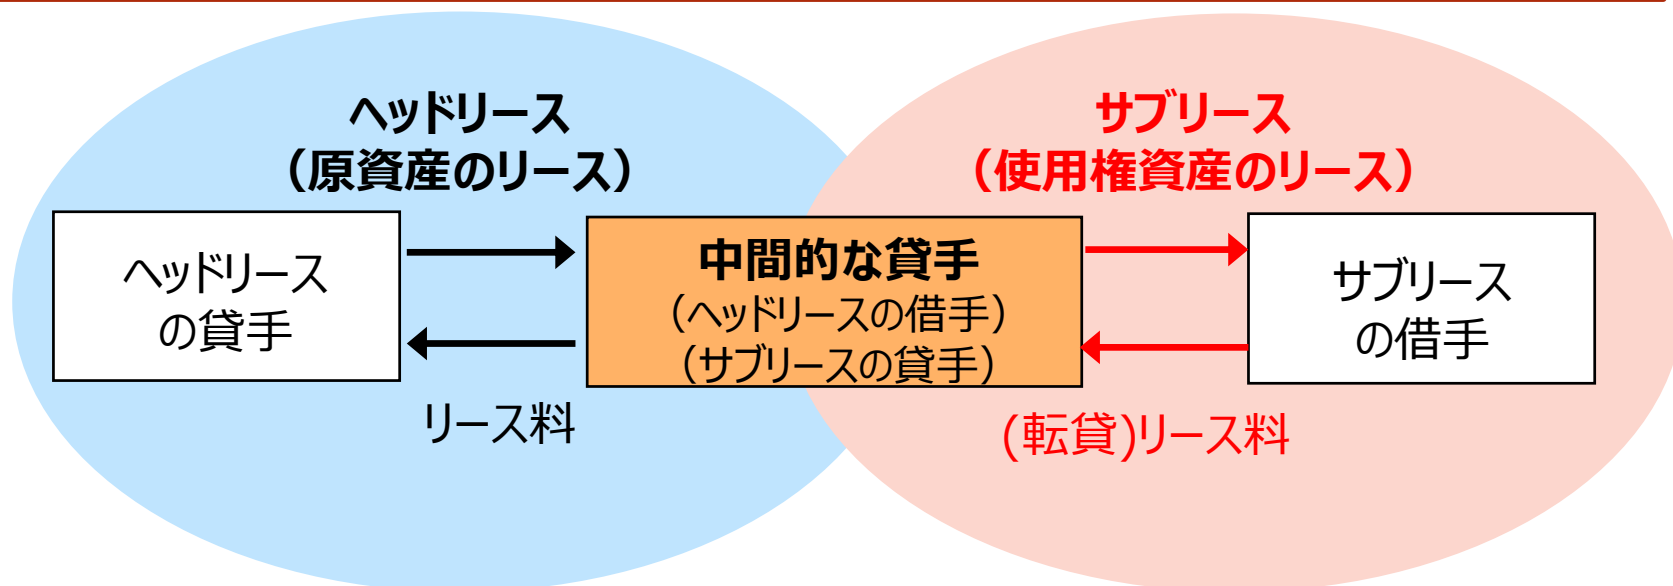 ヘッドリース
（原資産のリース）
サブリース
（使用権資産のリース）
ヘッドリース
の貸手
中間的な貸手
（ヘッドリースの借手）
（サブリースの貸手）
サブリース
の借手
リース料
(転貸)リース料